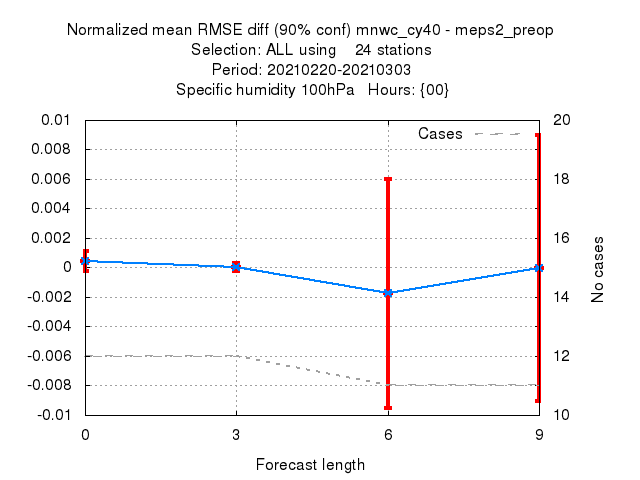 Normalized mean RMSE diff (90% conf) mnwc_cy40 - meps2_preop
Selection: ALL using    24 stations
Period: 20210220-20210303
Specific humidity 100hPa   Hours: {00}
Cases
0.01
0.008
0.006
0.004
0.002
0
-0.002
-0.004
-0.006
-0.008
-0.01
20
18
16
14
12
10
No cases
0 3 6 9
Forecast length